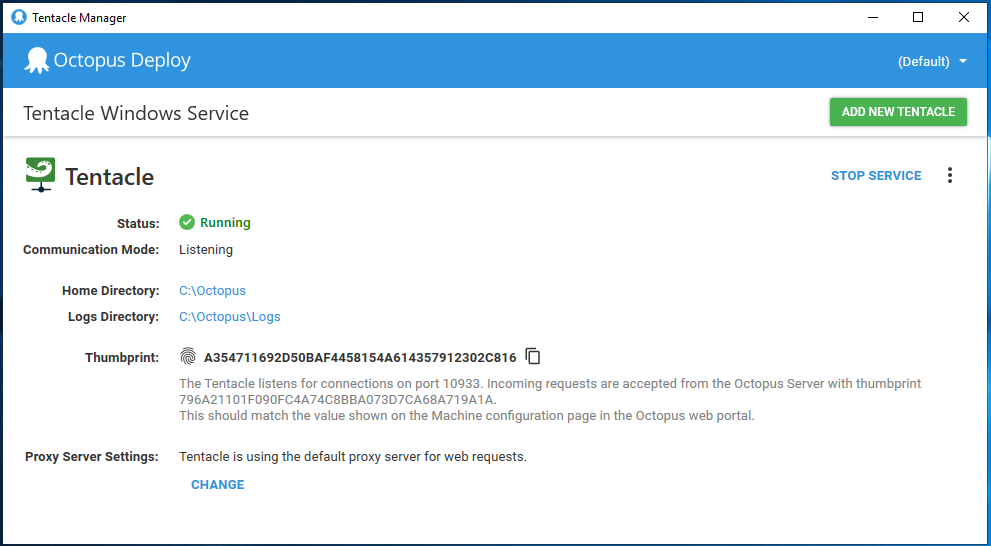 Tentacle Manager
Octopus Deploy
(Default)
Tentacle Windows Service
ADD NEW TENTACLE
Tentacle
STOP SERVICE
Status: Running
Communication Mode: Listening
Home Directory: C:\Octopus
Logs Directory: C:\Octopus\Logs
Thumbprint: A354711692D50BAF4458154A614357912302C816
The Tentacle listens for connections on port 10933. Incoming requests are accepted from the Octopus Server with thumbprint
796A21101F090FC4A74C8BBA073D7CA68A719A1A.
This should match the value shown on the Machine configuration page in the Octopus web portal.
Proxy Server Settings: Tentacle is using the default proxy server for web requests.
CHANGE